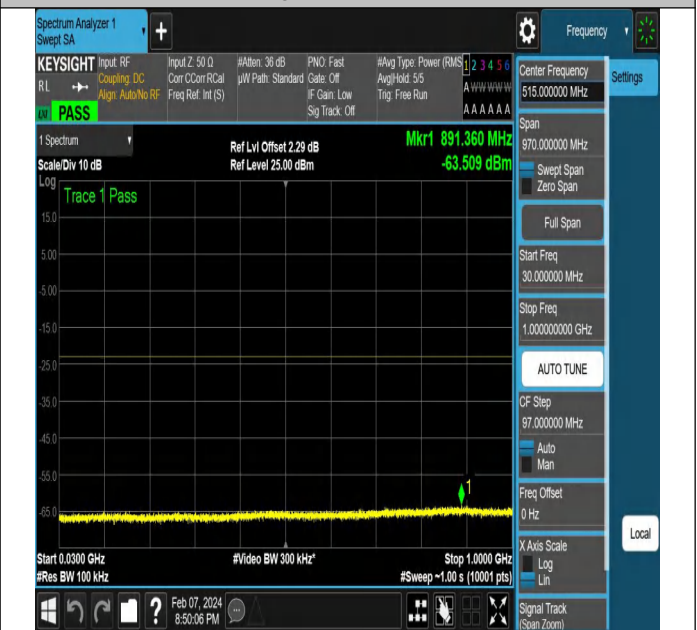 Spectrum Analyzer 1
Swept SA
+
Frequency
KEYSIGHT
RL
PASS
Input: RF
Coupling: DC
Align: Auto/No RF
Input Z: 50 Ω
Corr CCorr RCal
Freq Ref: Int (S)
#Atten: 36 dB
µW Path: Standard
PNO: Fast
Gate: Off
IF Gain: Low
Sig Track: Off
#Avg Type: Power (RMS
Avg|Hold: 5/5
Trig: Free Run
1 2 3 4 5 6
A W W W W W
A A A A A A
1 Spectrum
Scale/Div 10 dB
Ref Lvl Offset 2.29 dB
Ref Level 25.00 dBm
Mkr1 891.360 MHz
-63.509 dBm
Log
Trace 1 Pass
15.0
5.00
-5.00
-15.0
-25.0
-35.0
-45.0
-55.0
-65.0
1
Start 0.0300 GHz
#Res BW 100 kHz
#Video BW 300 kHz*
Stop 1.0000 GHz
#Sweep ~1.00 s (10001 pts)
?
Feb 07, 2024
8:50:06 PM
Center Frequency
515.000000 MHz
Settings
Span
970.000000 MHz
Swept Span
Zero Span
Full Span
Start Freq
30.000000 MHz
Stop Freq
1.000000000 GHz
AUTO TUNE
CF Step
97.000000 MHz
Auto
Man
Freq Offset
0 Hz
Local
X Axis Scale
Log
Lin
Signal Track
(Span Zoom)